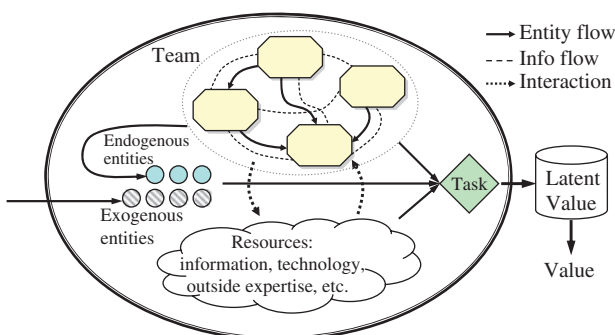 Team
Entity flow
Info flow
Interaction
Endogenous
entities
Exogenous
entities
Task
Latent
Value
Value
Resources:
information, technology,
outside expertise, etc.